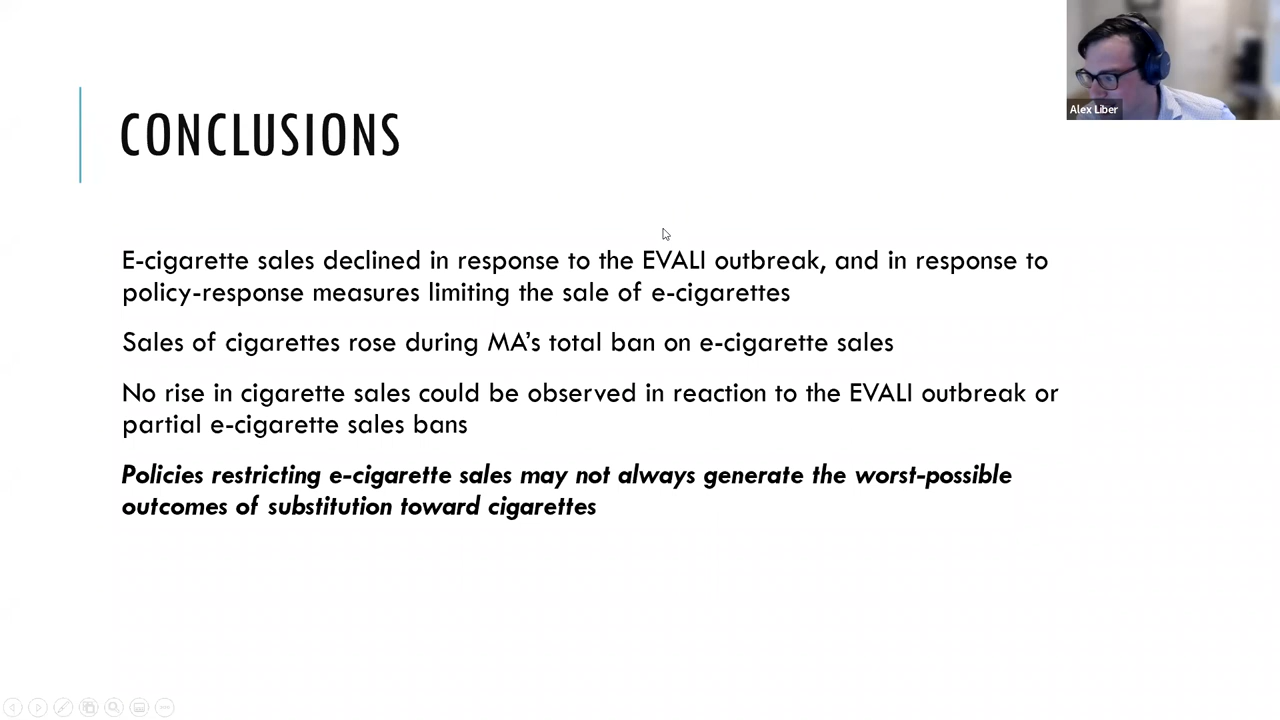 Alex Liber
CONCLUSIONS
E-cigarette sales declined in response to the EVALI outbreak, and in response to
policy-response measures limiting the sale of e-cigarettes
Sales of cigarettes rose during MA’s total ban on e-cigarette sales
No rise in cigarette sales could be observed in reaction to the EVALI outbreak or
partial e-cigarette sales bans
Policies restricting e-cigarette sales may not always generate the worst-possible
outcomes of substitution toward cigarettes